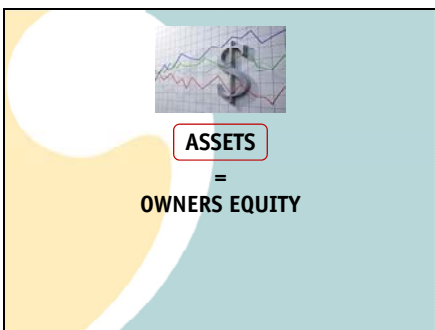 $
ASSETS
=
OWNERS EQUITY